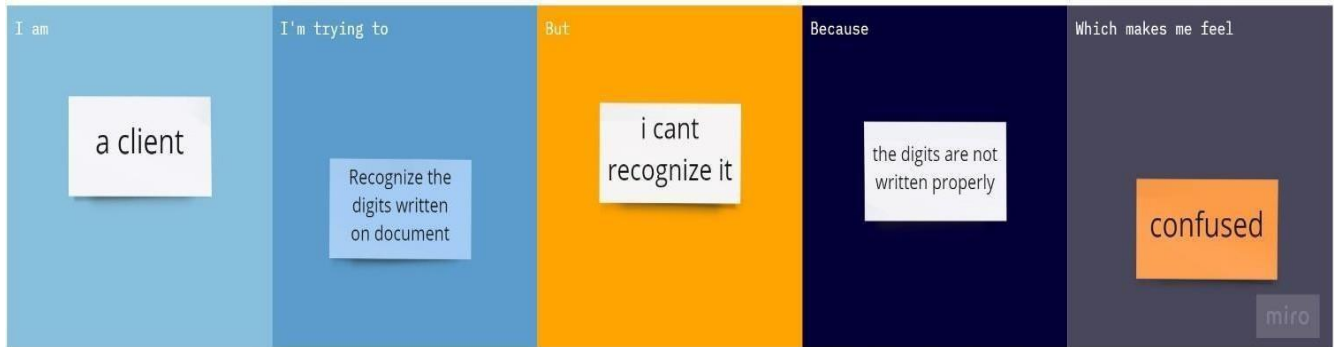 I am
a client
I'm trying to
Recognize the
digits written
on document
But
i cant
recognize it
Because
the digits are not
written properly
Which makes me feel
confused
miro